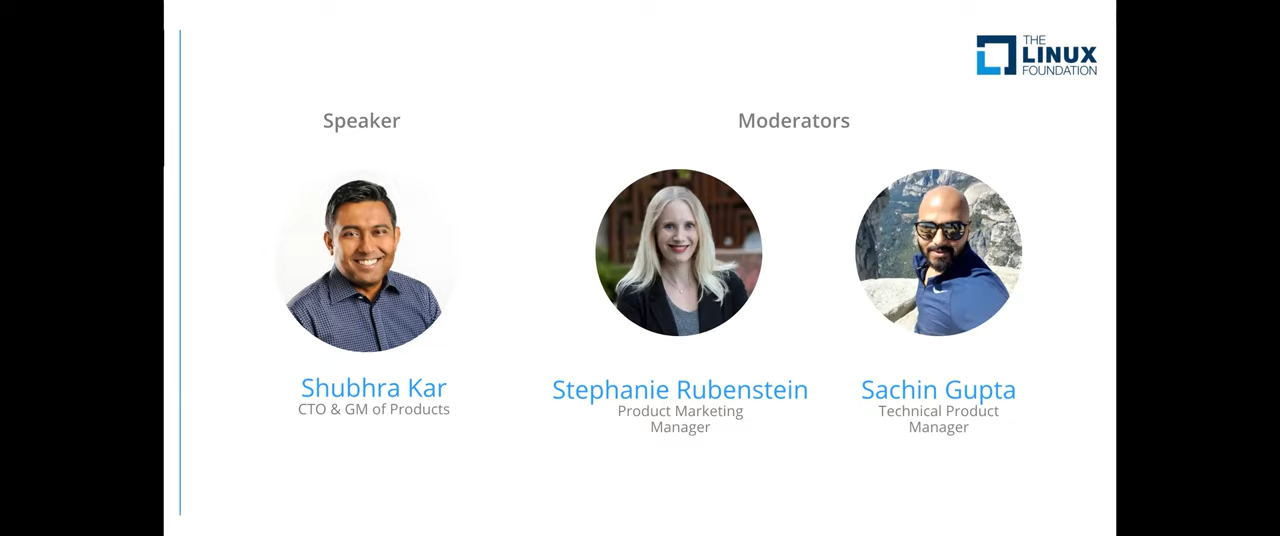 THE
LINUX
FOUNDATION
Speaker
Moderators
Shubhra Kar
CTO & GM of Products
Stephanie Rubenstein
Product Marketing
Manager
Sachin Gupta
Technical Product
Manager